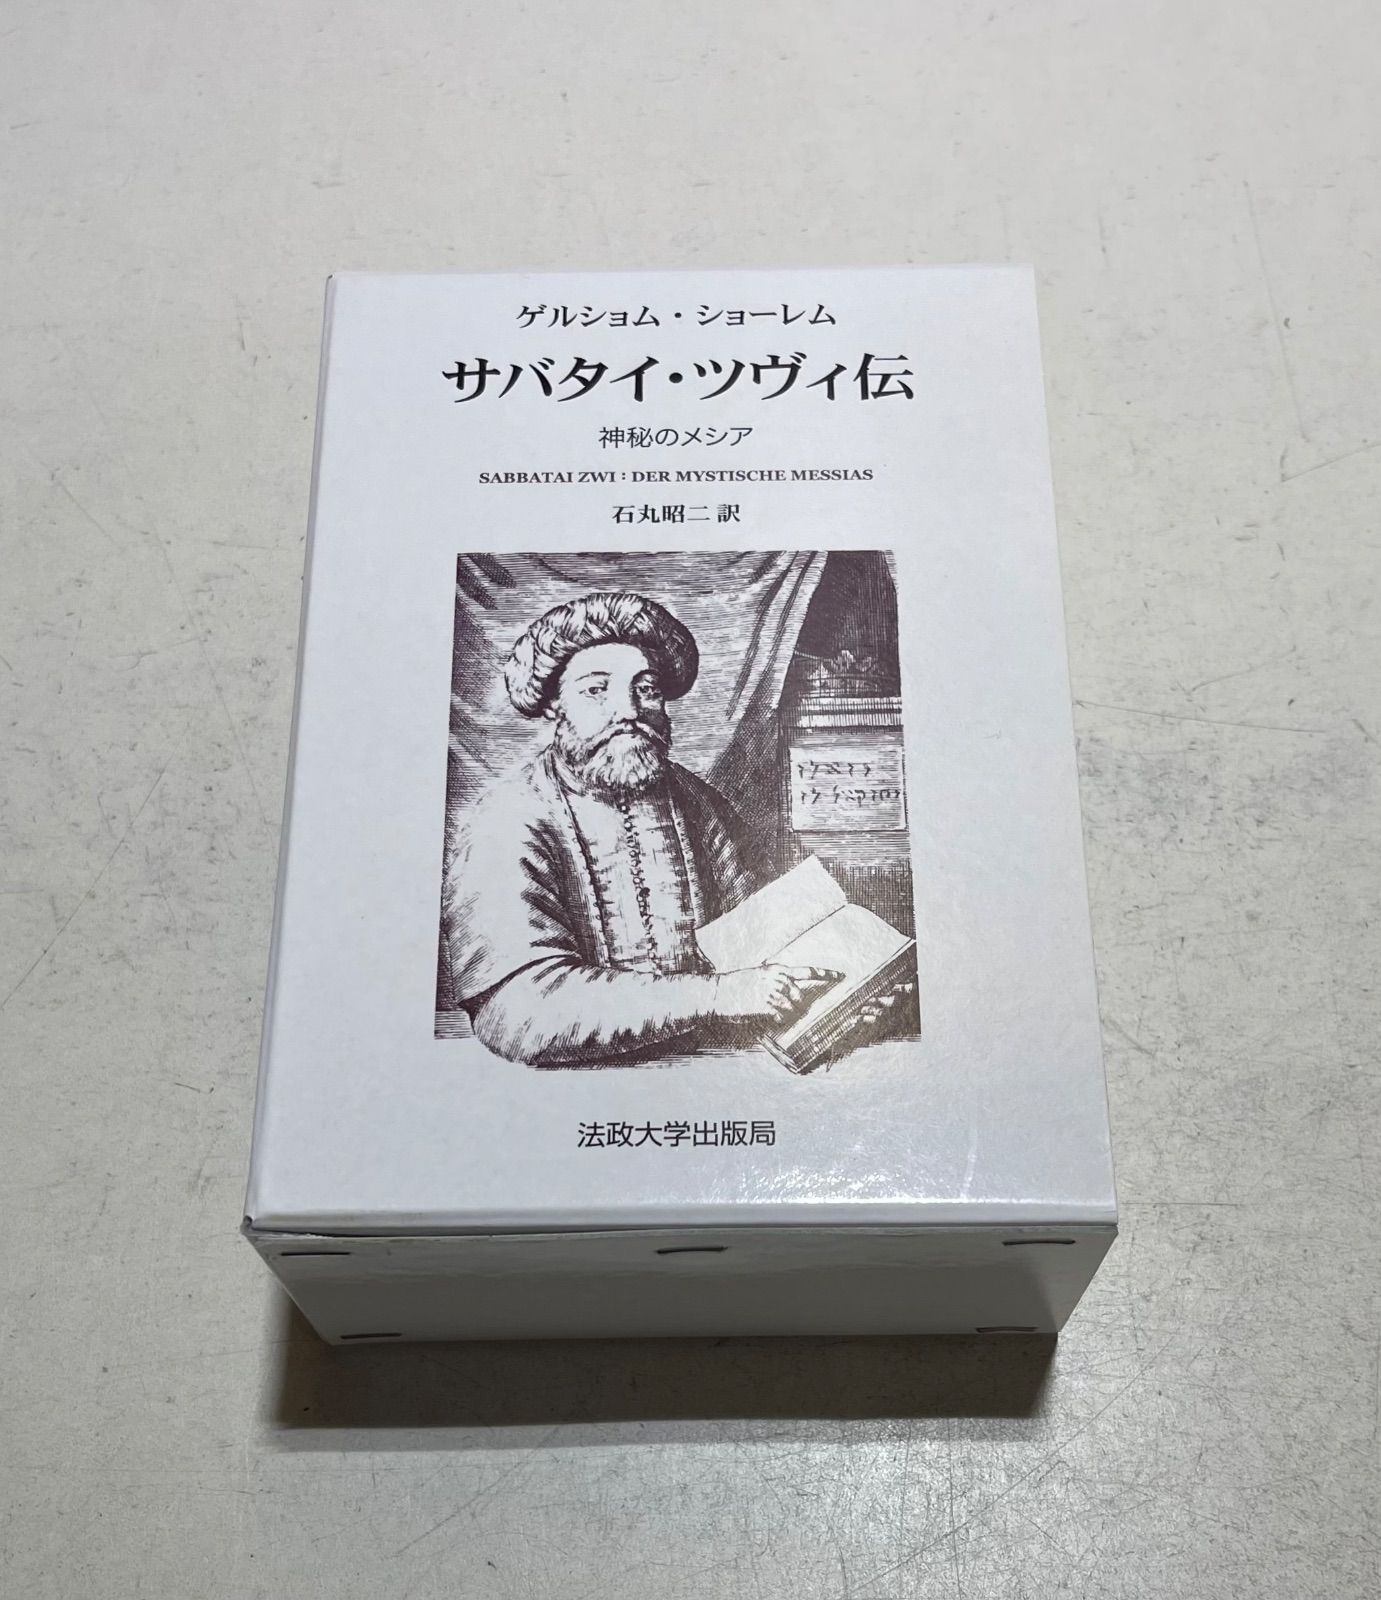 ゲルショム・ショーレム
サバタイ・ツヴィ伝
神秘のメシア
SABBATAI ZWI : DER MYSTISCHE MESSIAS
石丸昭二 訳
法政大学出版局